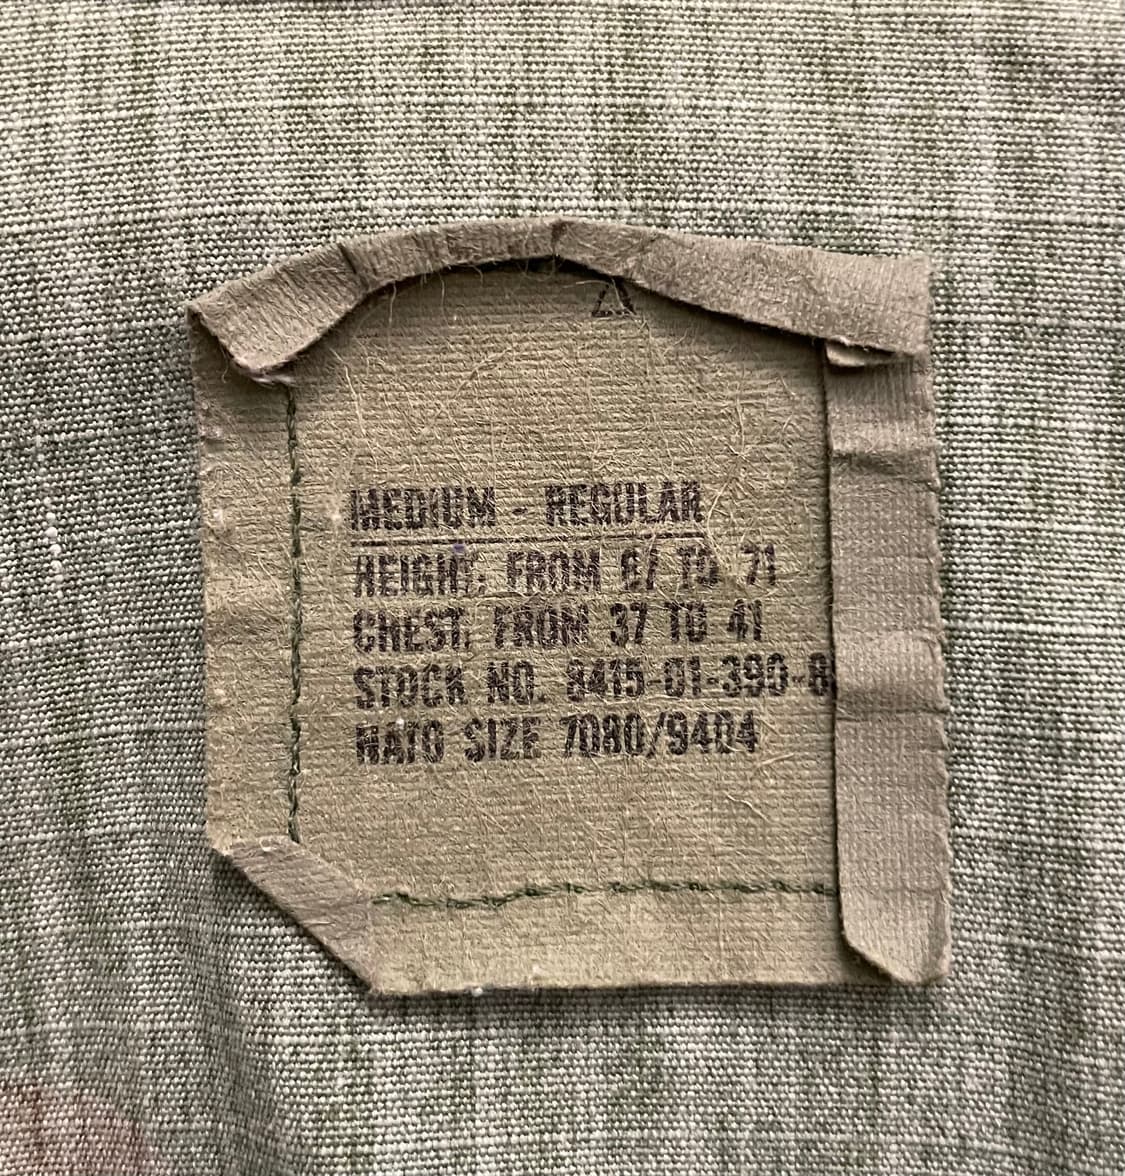 MEDIUM - REGULAR
HEIGHT: FROM 67 TO 71
CHEST: FROM 37 TO 41
STOCK NO. 8415-01-390-8
NATO SIZE 7080/9404